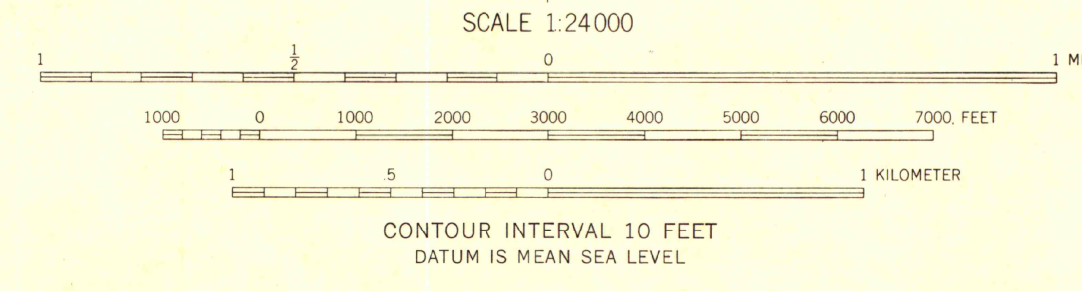 SCALE 1:24000
1 1/2 0 1 MI
1000 0 1000 2000 3000 4000 5000 6000 7000 FEET
1 .5 0 1 KILOMETER
CONTOUR INTERVAL 10 FEET
DATUM IS MEAN SEA LEVEL